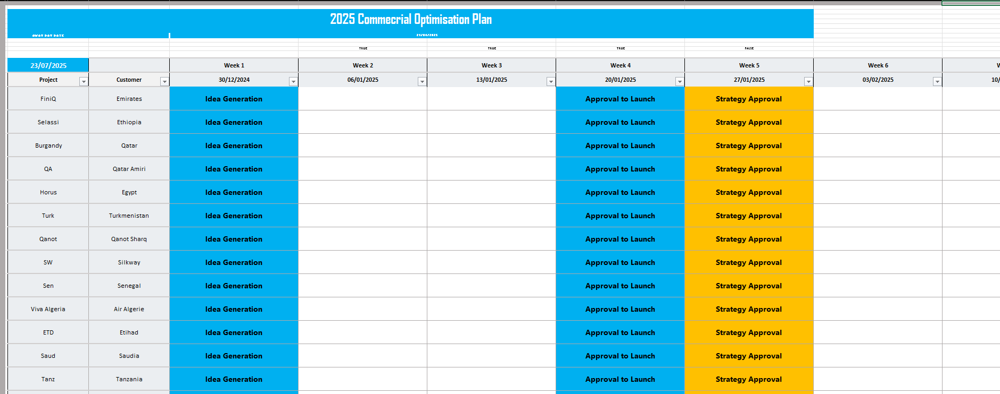 2025 Commecrial Optimisation Plan
TRUE TRUE TRUE FALSE
23/07/2025 Week 1 Week 2 Week 3 Week 4 Week 5 Week 6 W
Project Customer 30/12/2024 06/01/2025 13/01/2025 20/01/2025 27/01/2025 03/02/2025 10/
FiniQ Emirates Idea Generation Approval to Launch Strategy Approval
Selassi Ethiopia Idea Generation Approval to Launch Strategy Approval
Burgandy Qatar Idea Generation Approval to Launch Strategy Approval
QA Qatar Amiri Idea Generation Approval to Launch Strategy Approval
Horus Egypt Idea Generation Approval to Launch Strategy Approval
Turk Turkmenistan Idea Generation Approval to Launch Strategy Approval
Qanot Qanot Sharq Idea Generation Approval to Launch Strategy Approval
SW Silkway Idea Generation Approval to Launch Strategy Approval
Sen Senegal Idea Generation Approval to Launch Strategy Approval
Viva Algeria Air Algerie Idea Generation Approval to Launch Strategy Approval
ETD Etihad Idea Generation Approval to Launch Strategy Approval
Saud Saudia Idea Generation Approval to Launch Strategy Approval
Tanz Tanzania Idea Generation Approval to Launch Strategy Approval